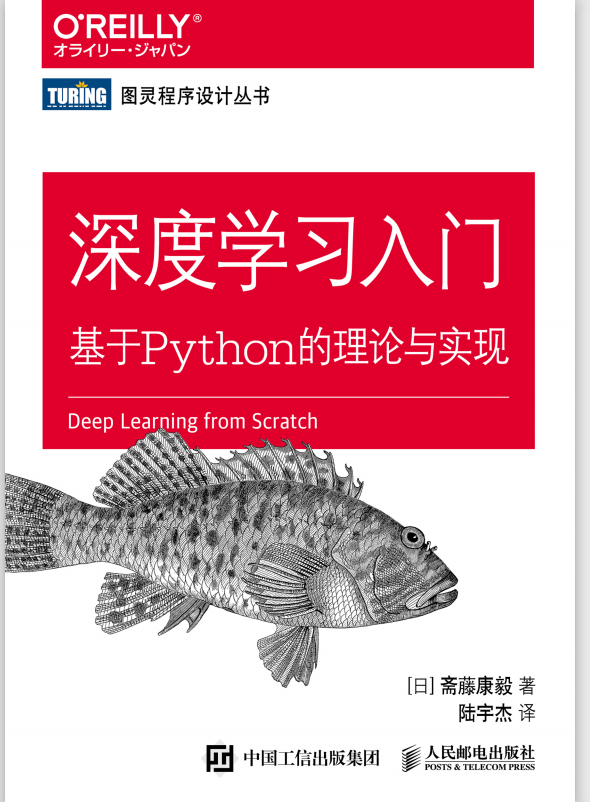 O'REILLY®
オライリー・ジャパン
TURING 图灵程序设计丛书
深度学习入门
基于Python的理论与实现
Deep Learning from Scratch
[日] 斋藤康毅 著
陆宇杰 译
中国工信出版集团 人民邮电出版社
POSTS & TELECOM PRESS